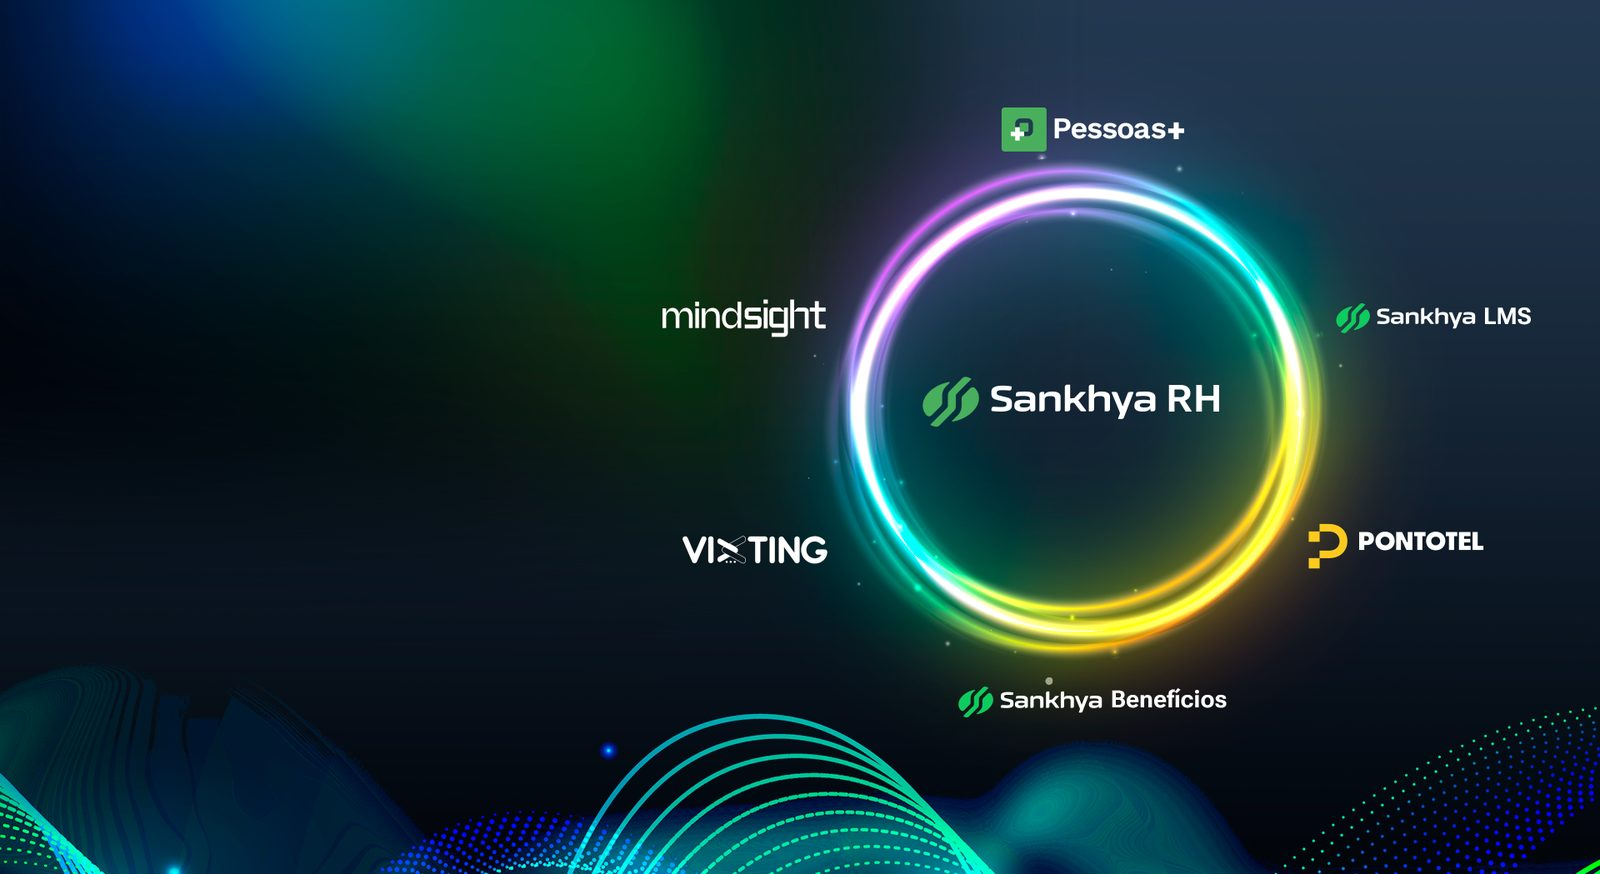 Pessoas+
mindsight
Sankhya LMS
Sankhya RH
VIXTING
PONTOTEL
Sankhya Benefícios